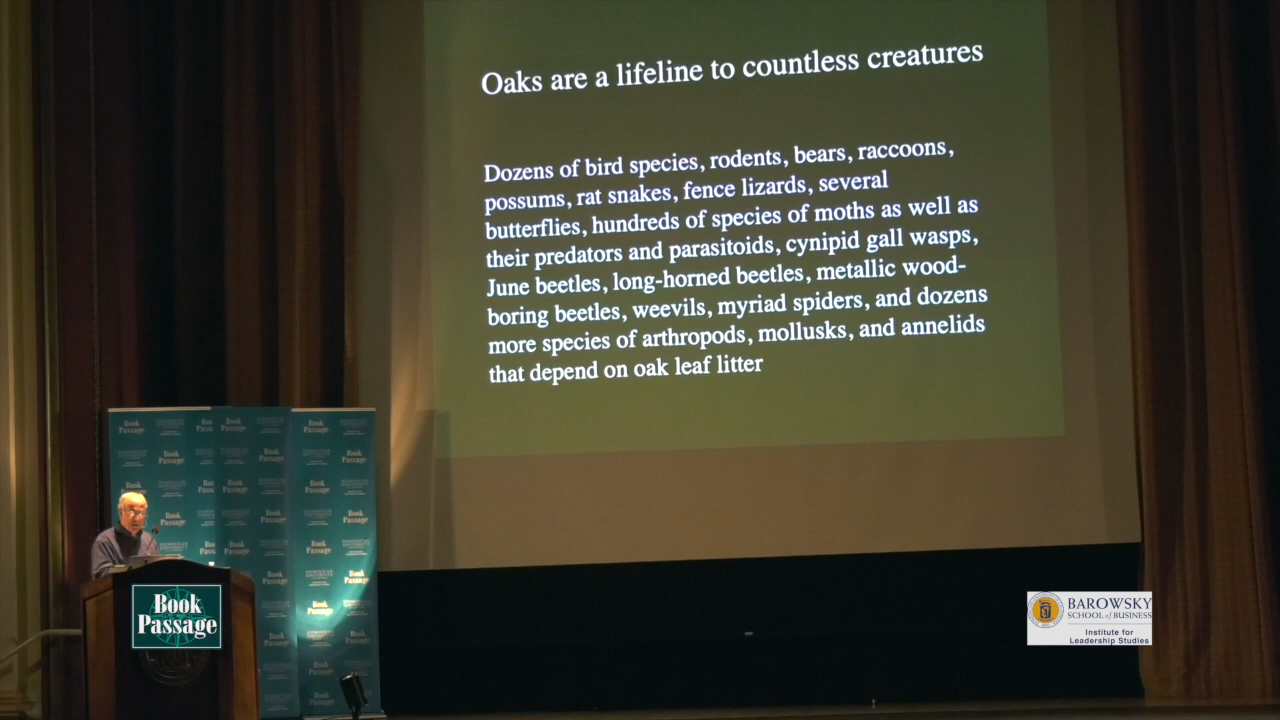 Oaks are a lifeline to countless creatures
Dozens of bird species, rodents, bears, raccoons,
possums, rat snakes, fence lizards, several
butterflies, hundreds of species of moths as well as
their predators and parasitoids, cynipid gall wasps,
June beetles, long-horned beetles, metallic wood-
boring beetles, weevils, myriad spiders, and dozens
more species of arthropods, mollusks, and annelids
that depend on oak leaf litter
Book
Passage
Book
Passage
BAROWSKY
SCHOOL of BUSINESS
Institute for
Leadership Studies